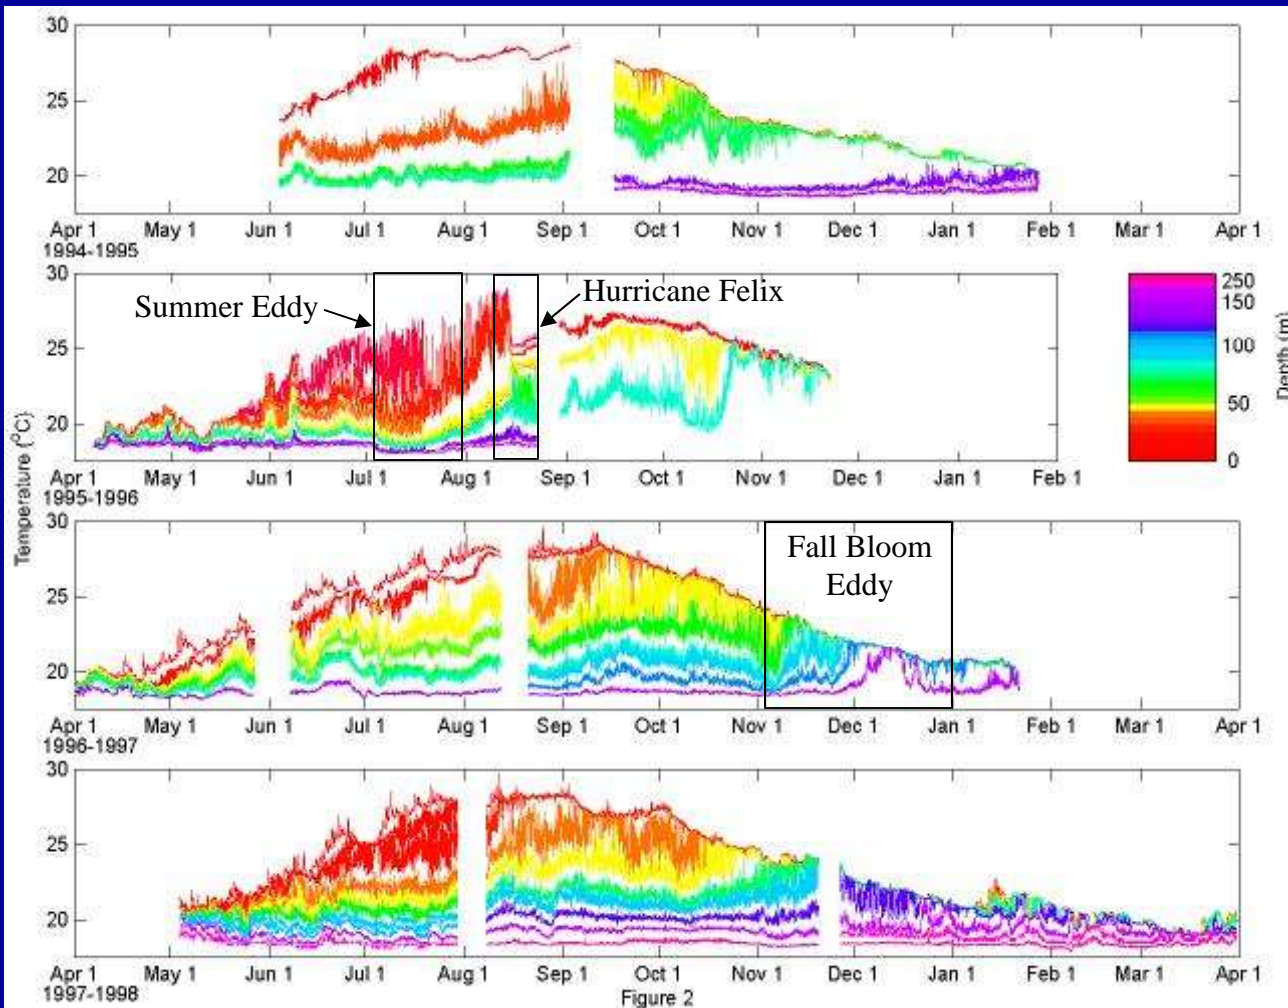 30
25
20
Apr 1 May 1 Jun 1 Jul 1 Aug 1 Sep 1 Oct 1 Nov 1 Dec 1 Jan 1 Feb 1 Mar 1 Apr 1
1994-1995
30
Summer Eddy
Hurricane Felix
25
20
250
150
100
50
0
Depth (m)
Apr 1 May 1 Jun 1 Jul 1 Aug 1 Sep 1 Oct 1 Nov 1 Dec 1 Jan 1 Feb 1
1995-1996
Temperature (°C)
30
Fall Bloom
Eddy
25
20
Apr 1 May 1 Jun 1 Jul 1 Aug 1 Sep 1 Oct 1 Nov 1 Dec 1 Jan 1 Feb 1 Mar 1 Apr 1
1996-1997
30
25
20
Apr 1 May 1 Jun 1 Jul 1 Aug 1 Sep 1 Oct 1 Nov 1 Dec 1 Jan 1 Feb 1 Mar 1 Apr 1
1997-1998
Figure 2